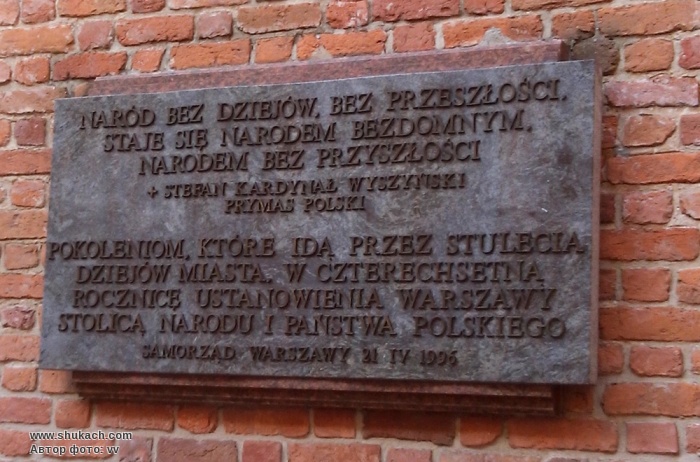 NARÓD BEZ DZIEJÓW, BEZ PRZESZŁOŚCI,
STAJE SIĘ NARODEM BEZDOMNYM,
NARODEM BEZ PRZYSZŁOŚCI
+ STEFAN KARDYNAŁ WYSZYŃSKI
PRYMAS POLSKI
POKOLENIOM, KTÓRE IDĄ PRZEZ STULECIA
DZIEJÓW MIASTA, W CZTERECHSETNĄ
ROCZNICĘ USTANOWIENIA WARSZAWY
STOLICĄ NARODU I PAŃSTWA POLSKIEGO
SAMORZĄD WARSZAWY 21 IV 1996
www.shukach.com
Автор фото: vv